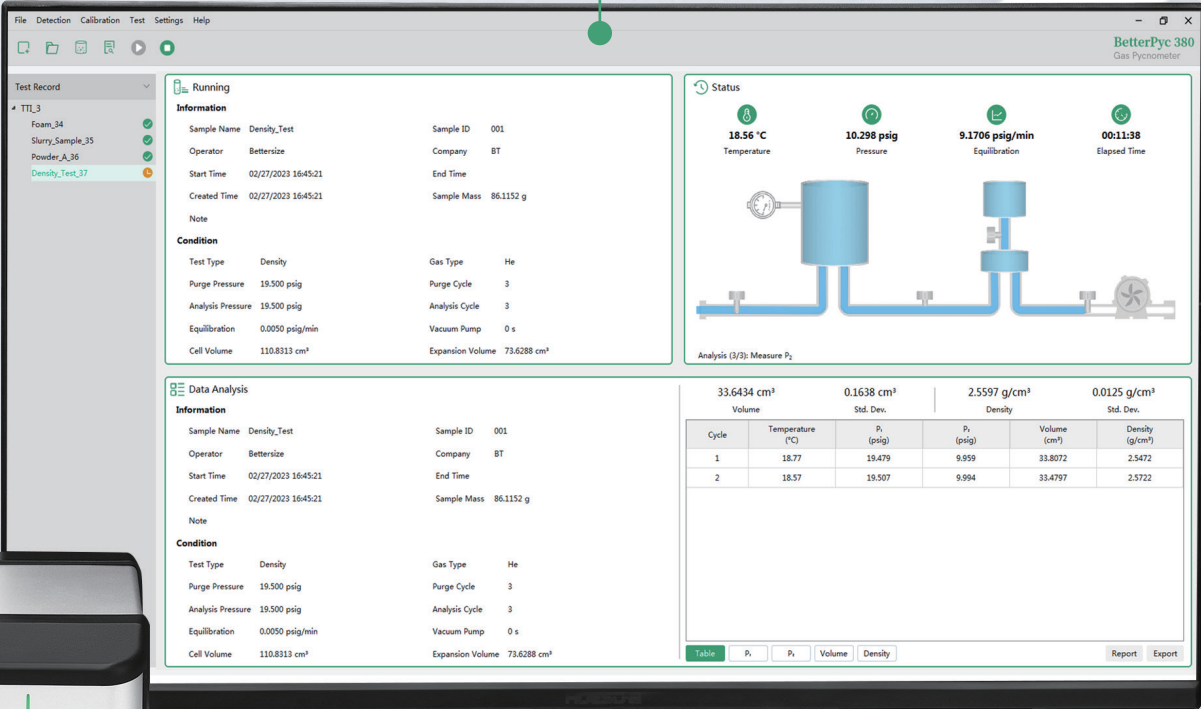 File Detection Calibration Test Settings Help
BetterPyc 380
Gas Pycnometer
Test Record
TTI_3
Foam_34
Slurry_Sample_35
Powder_A_36
Density_Test_37
Running
Information
Sample Name Density_Test Sample ID 001
Operator Bettersize Company BT
Start Time 02/27/2023 16:45:21 End Time
Created Time 02/27/2023 16:45:21 Sample Mass 86.1152 g
Note
Condition
Test Type Density Gas Type He
Purge Pressure 19.500 psig Purge Cycle 3
Analysis Pressure 19.500 psig Analysis Cycle 3
Equilibration 0.0050 psig/min Vacuum Pump 0 s
Cell Volume 110.8313 cm³ Expansion Volume 73.6288 cm³
Status
18.56 °C 10.298 psig 9.1706 psig/min 00:11:38
Temperature Pressure Equilibration Elapsed Time
Analysis (3/3): Measure P₂
Data Analysis
Information
Sample Name Density_Test Sample ID 001
Operator Bettersize Company BT
Start Time 02/27/2023 16:45:21 End Time
Created Time 02/27/2023 16:45:21 Sample Mass 86.1152 g
Note
Condition
Test Type Density Gas Type He
Purge Pressure 19.500 psig Purge Cycle 3
Analysis Pressure 19.500 psig Analysis Cycle 3
Equilibration 0.0050 psig/min Vacuum Pump 0 s
Cell Volume 110.8313 cm³ Expansion Volume 73.6288 cm³
33.6434 cm³ 0.1638 cm³ 2.5597 g/cm³ 0.0125 g/cm³
Volume Std. Dev. Density Std. Dev.
Cycle Temperature (°C) P₁ (psig) P₂ (psig) Volume (cm³) Density (g/cm³)
1 18.77 19.479 9.959 33.8072 2.5472
2 18.57 19.507 9.994 33.4797 2.5722
Table P₁ P₂ Volume Density Report Export